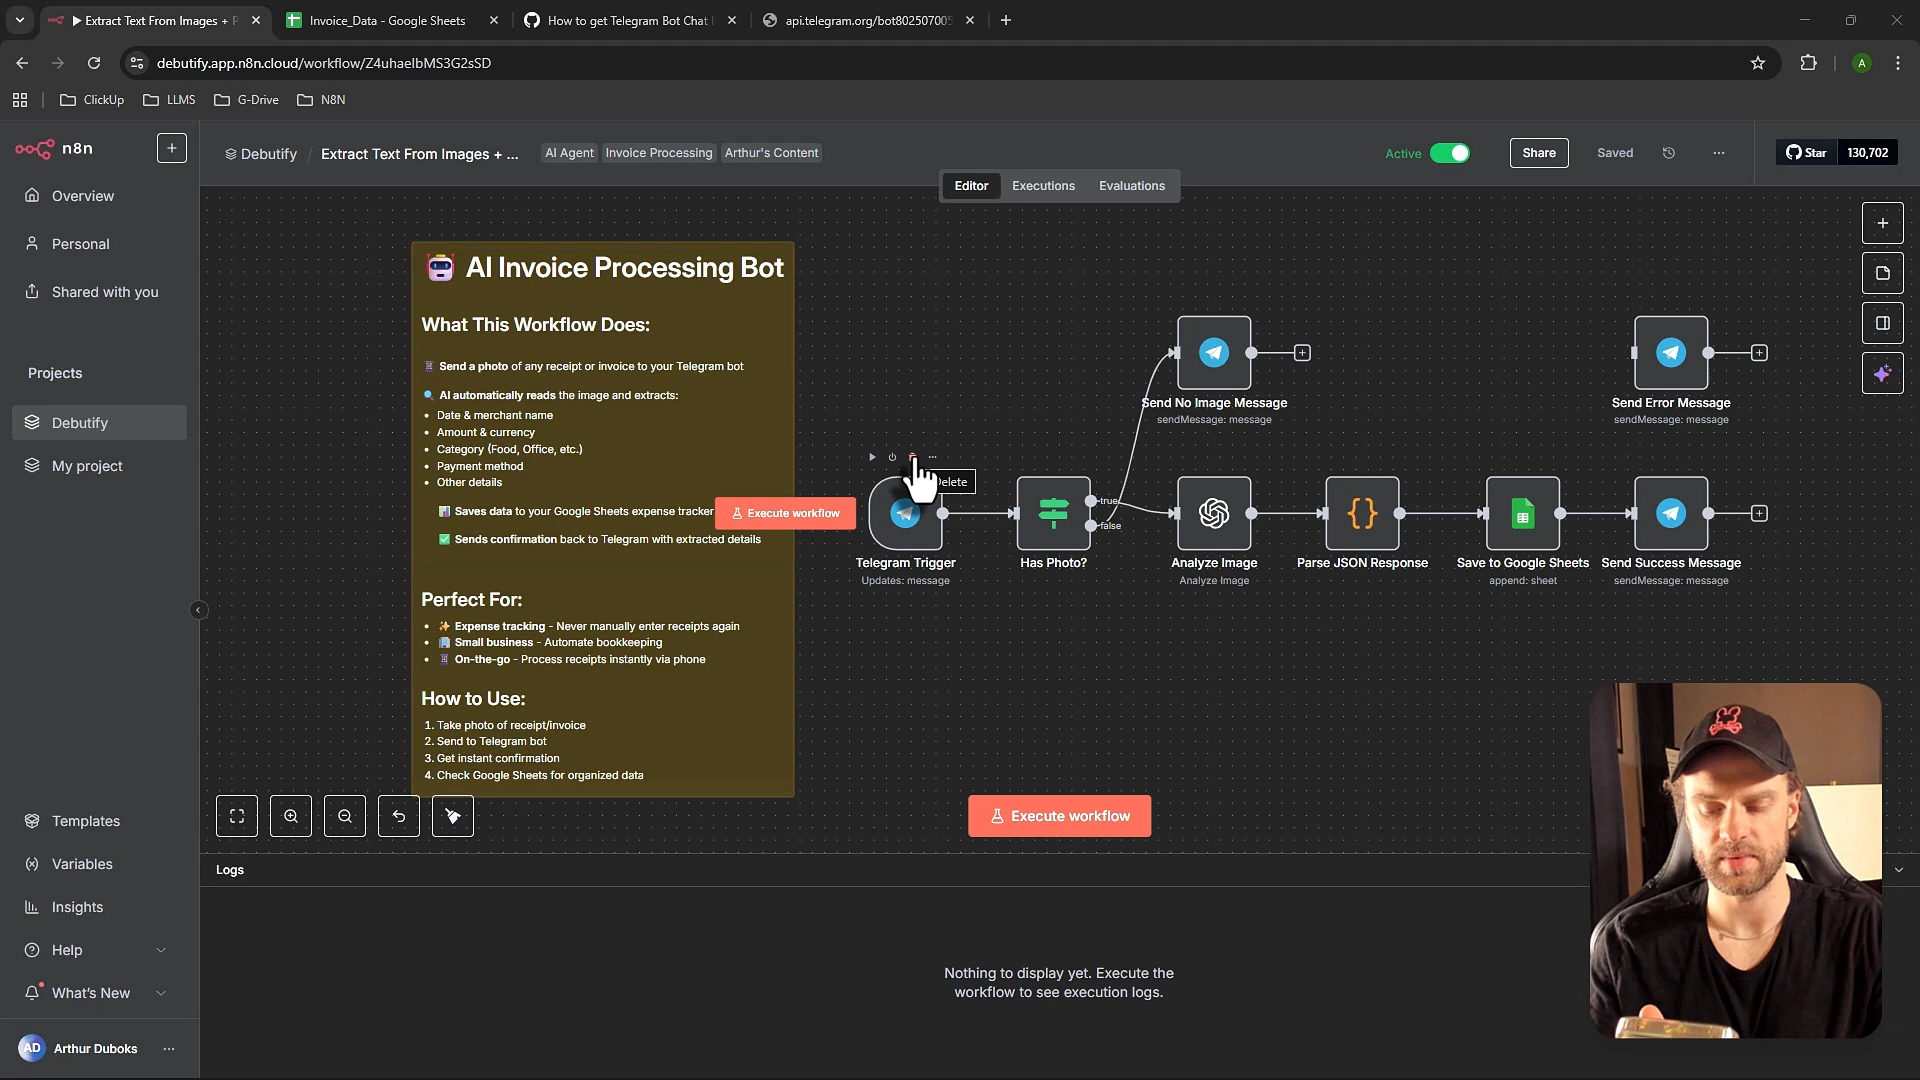 Extract Text From Images + P
Invoice_Data - Google Sheets
How to get Telegram Bot Chat I
api.telegram.org/bot802507005
debutify.app.n8n.cloud/workflow/Z4uhaelbMS3G2sSD
A
ClickUp
LLMS
G-Drive
N8N
n8n
Debutify / Extract Text From Images + ...
AI Agent
Invoice Processing
Arthur's Content
Active
Share
Saved
Star 130,702
Editor
Executions
Evaluations
Overview
Personal
Shared with you
Projects
Debutify
My project
Templates
Variables
Insights
Help
What's New
AD Arthur Duboks
AI Invoice Processing Bot
What This Workflow Does:
Send a photo of any receipt or invoice to your Telegram bot
AI automatically reads the image and extracts:
• Date & merchant name
• Amount & currency
• Category (Food, Office, etc.)
• Payment method
• Other details
Saves data to your Google Sheets expense tracker
Sends confirmation back to Telegram with extracted details
Perfect For:
• Expense tracking - Never manually enter receipts again
• Small business - Automate bookkeeping
• On-the-go - Process receipts instantly via phone
How to Use:
1. Take photo of receipt/invoice
2. Send to Telegram bot
3. Get instant confirmation
4. Check Google Sheets for organized data
Send No Image Message
sendMessage: message
Send Error Message
sendMessage: message
Delete
Execute workflow
true
false
Telegram Trigger
Updates: message
Has Photo?
Analyze Image
Analyze Image
Parse JSON Response
Save to Google Sheets
append: sheet
Send Success Message
sendMessage: message
Execute workflow
Logs
Nothing to display yet. Execute the
workflow to see execution logs.